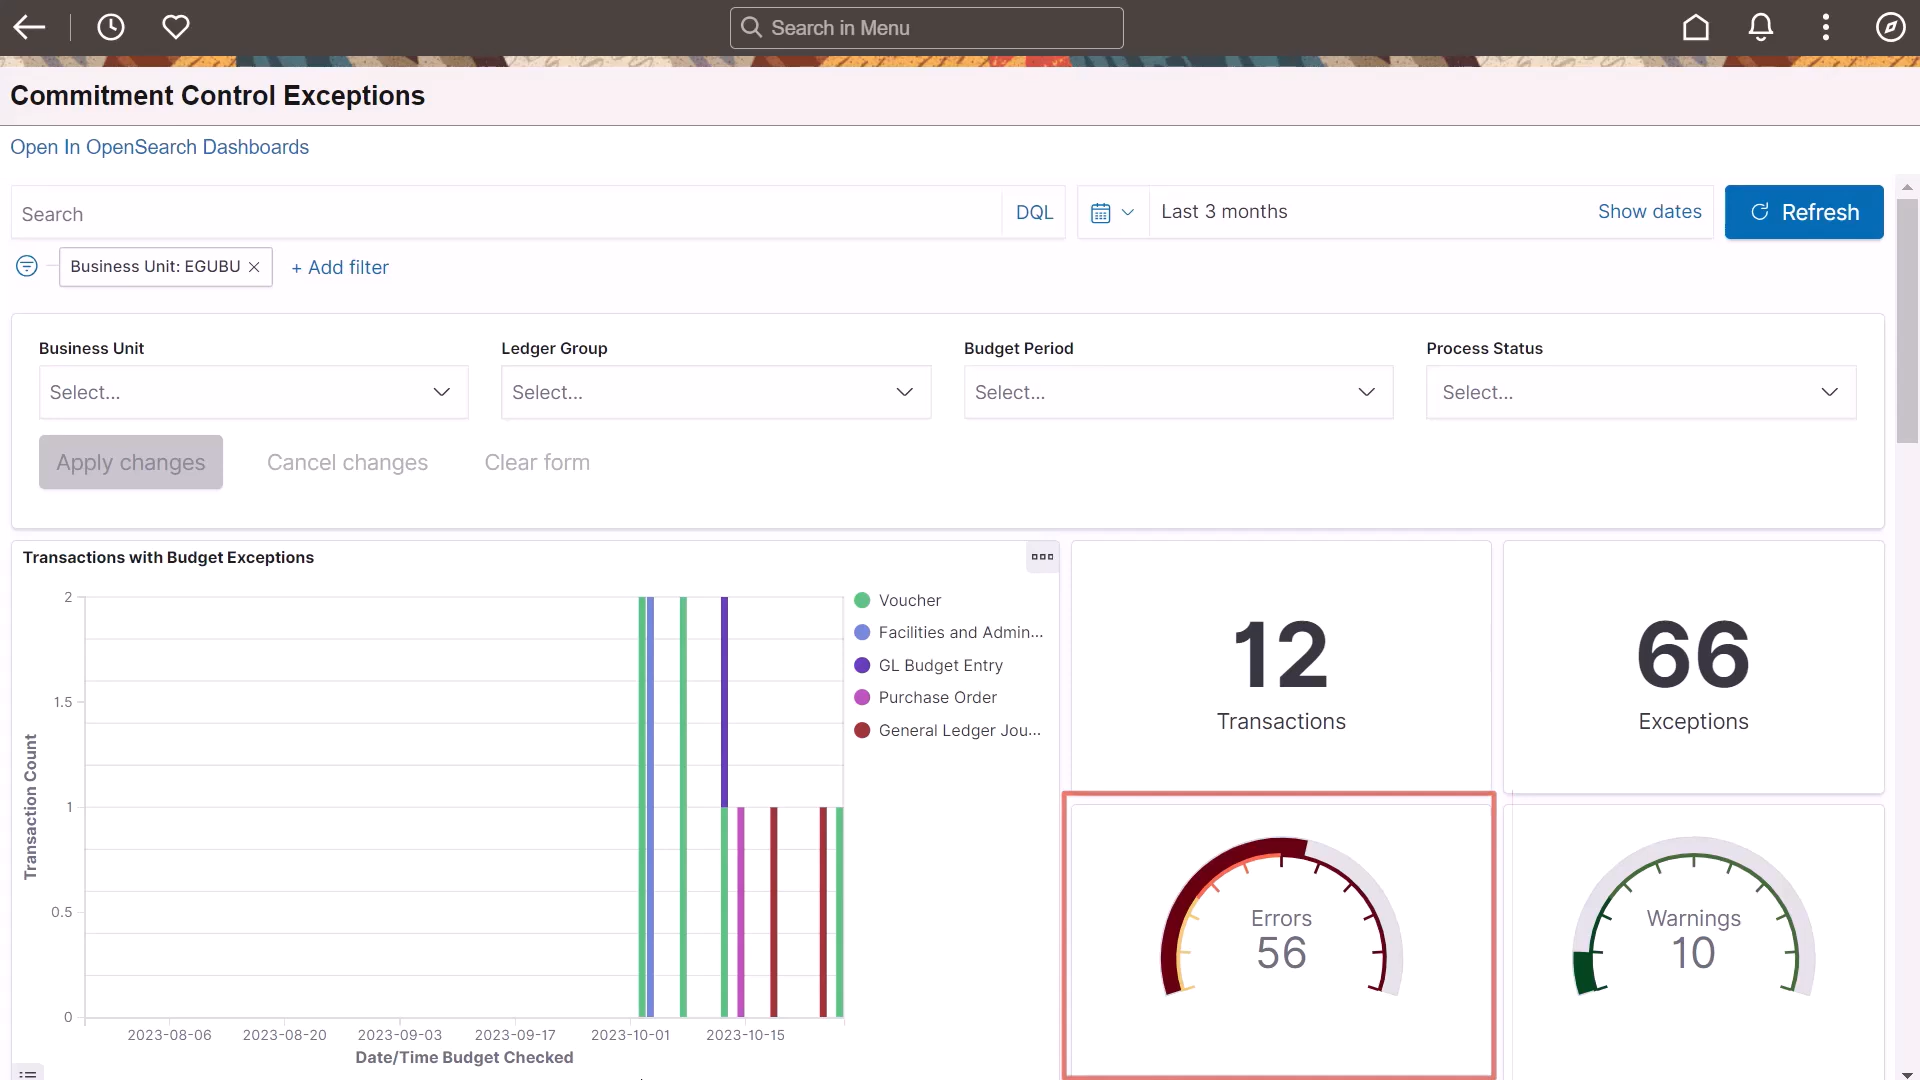 Search in Menu
Commitment Control Exceptions
Open In OpenSearch Dashboards
Search
DQL
Last 3 months
Show dates
Refresh
Business Unit: EGUBU
+ Add filter
Business Unit
Ledger Group
Budget Period
Process Status
Select...
Select...
Select...
Select...
Apply changes
Cancel changes
Clear form
Transactions with Budget Exceptions
2
1.5
1
0.5
0
Transaction Count
2023-08-06
2023-08-20
2023-09-03
2023-09-17
2023-10-01
2023-10-15
Date/Time Budget Checked
Voucher
Facilities and Admin...
GL Budget Entry
Purchase Order
General Ledger Jou...
12
Transactions
66
Exceptions
Errors
56
Warnings
10